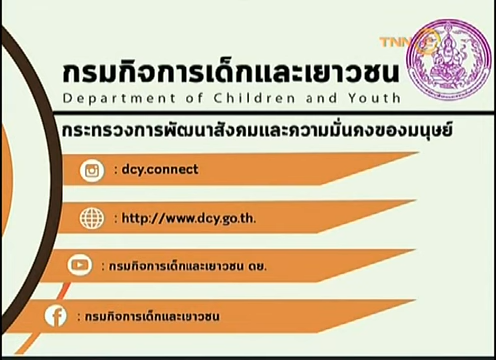 TNN
กรมกิจการเด็กและเยาวชน
Department of Children and Youth
กระทรวงการพัฒนาสังคมและความมั่นคงของมนุษย์
: dcy.connect
: http://www.dcy.go.th.
: กรมกิจการเด็กและเยาวชน ดย.
: กรมกิจการเด็กและเยาวชน